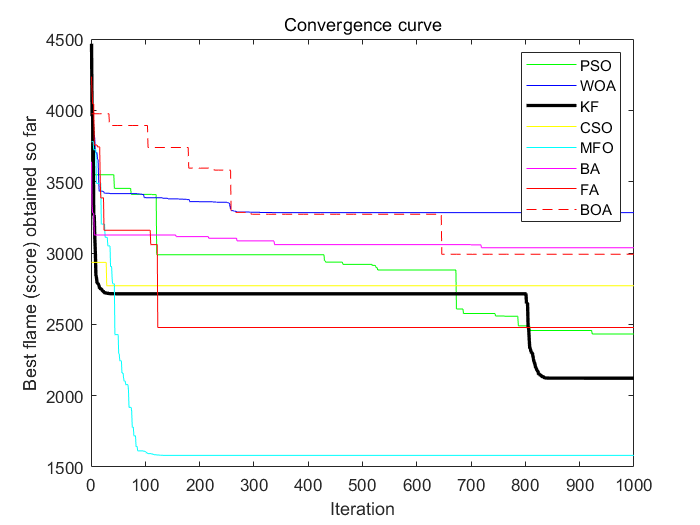 Convergence curve
4500
4000
3500
3000
2500
2000
1500
Best flame (score) obtained so far
PSO
WOA
KF
CSO
MFO
BA
FA
BOA
0 100 200 300 400 500 600 700 800 900 1000
Iteration